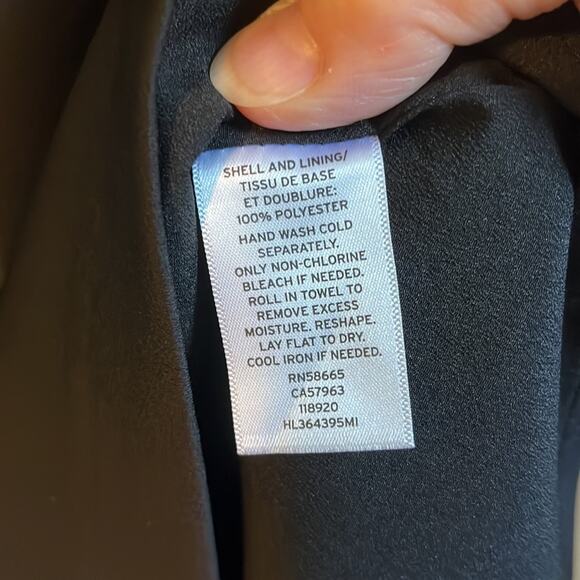 SHELL AND LINING/
TISSU DE BASE
ET DOUBLURE:
100% POLYESTER
HAND WASH COLD
SEPARATELY.
ONLY NON-CHLORINE
BLEACH IF NEEDED.
ROLL IN TOWEL TO
REMOVE EXCESS
MOISTURE. RESHAPE.
LAY FLAT TO DRY.
COOL IRON IF NEEDED.
RN58665
CA57963
118920
HL364395MI